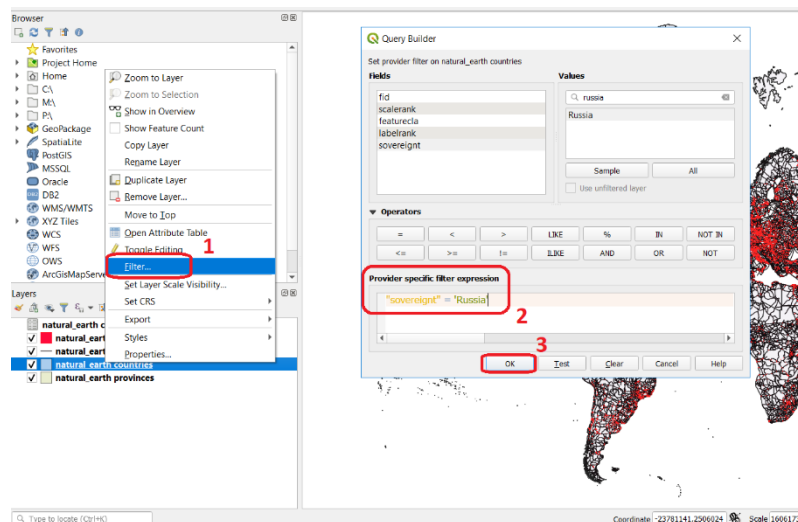 Browser
Favorites
Project Home
Home
C:\
M:\
P:\
GeoPackage
SpatiaLite
PostGIS
MSSQL
Oracle
DB2
WMS/WMTS
XYZ Tiles
WCS
WFS
OWS
ArcGisMapServe
Zoom to Layer
Zoom to Selection
Show in Overview
Show Feature Count
Copy Layer
Rename Layer
Duplicate Layer
Remove Layer...
Move to Top
Open Attribute Table
Toggle Editing
1
Filter...
Set Layer Scale Visibility...
Set CRS
Export
Styles
Properties...
Layers
natural_earth c
natural_eart
natural_eart
natural_earth countries
natural_earth provinces
Query Builder
Set provider filter on natural_earth countries
Fields
Values
fid
scalerank
featurecla
labelrank
sovereignt
russia
Russia
Sample
All
Use unfiltered layer
Operators
= < > LIKE % IN NOT IN
<= >= != ILIKE AND OR NOT
Provider specific filter expression
"sovereignt" = 'Russia'
2
3
OK Test Clear Cancel Help
Type to locate (Ctrl+K)
Coordinate -23781141.2506024 Scale 160617